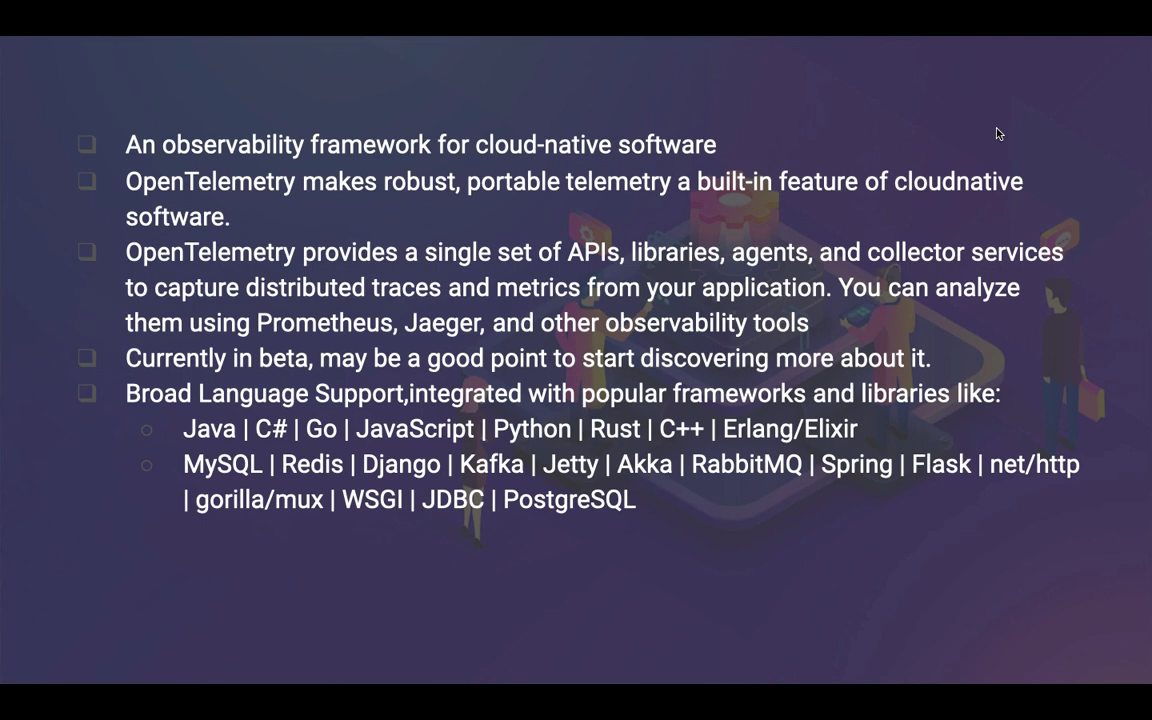 An observability framework for cloud-native software
OpenTelemetry makes robust, portable telemetry a built-in feature of cloudnative
software.
OpenTelemetry provides a single set of APIs, libraries, agents, and collector services
to capture distributed traces and metrics from your application. You can analyze
them using Prometheus, Jaeger, and other observability tools
Currently in beta, may be a good point to start discovering more about it.
Broad Language Support,integrated with popular frameworks and libraries like:
Java | C# | Go | JavaScript | Python | Rust | C++ | Erlang/Elixir
MySQL | Redis | Django | Kafka | Jetty | Akka | RabbitMQ | Spring | Flask | net/http
| gorilla/mux | WSGI | JDBC | PostgreSQL